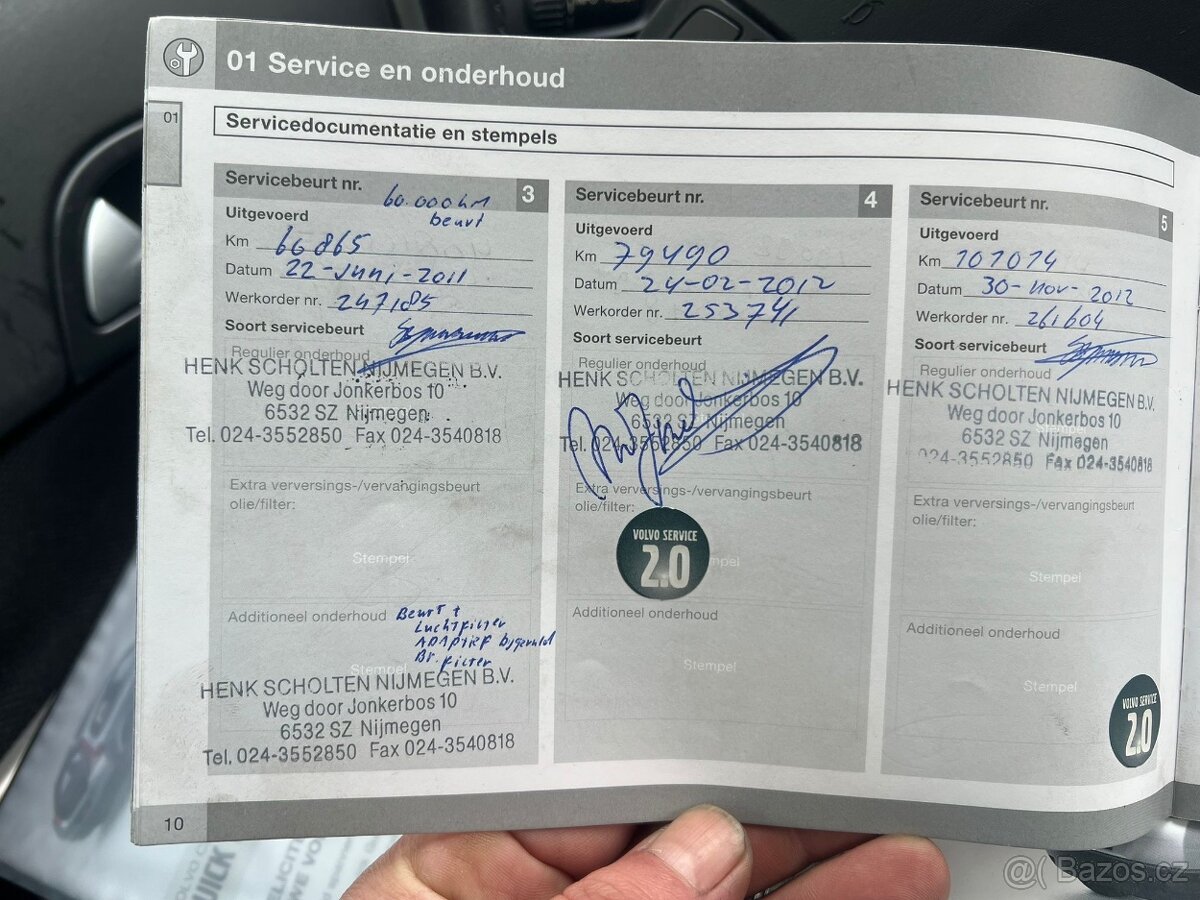 01 Service en onderhoud
01
Servicedocumentatie en stempels
Servicebeurt nr. 60.000km 3
beurt
Uitgevoerd
Km 60865
Datum 22-Juni-2011
Werkorder nr. 247185
Soort servicebeurt
Regulier onderhoud
HENK SCHOLTEN NIJMEGEN B.V.
Weg door Jonkerbos 10
6532 SZ Nijmegen
Tel. 024-3552850 Fax 024-3540818
Extra verversings-/vervangingsbeurt
olie/filter:
Stempel
Additioneel onderhoud Beurt +
Luchtfilter
ADAptief bijgevuld
Br. filter
Stempel
HENK SCHOLTEN NIJMEGEN B.V.
Weg door Jonkerbos 10
6532 SZ Nijmegen
Tel. 024-3552850 Fax 024-3540818
Servicebeurt nr. 4
Uitgevoerd
Km 79490
Datum 24-02-2012
Werkorder nr. 253741
Soort servicebeurt
Regulier onderhoud
HENK SCHOLTEN NIJMEGEN B.V.
Weg door Jonkerbos 10
6532 SZ Nijmegen
Tel. 024-3552850 Fax 024-3540818
Extra verversings-/vervangingsbeurt
olie/filter:
VOLVO SERVICE
2.0
Additioneel onderhoud
Stempel
Servicebeurt nr. 5
Uitgevoerd
Km 101014
Datum 30-Nov-2012
Werkorder nr. 261604
Soort servicebeurt
Regulier onderhoud
HENK SCHOLTEN NIJMEGEN B.V.
Weg door Jonkerbos 10
6532 SZ Nijmegen
024-3552850 Fax 024-3540818
Extra verversings-/vervangingsbeurt
olie/filter:
Stempel
Additioneel onderhoud
Stempel
VOLVO SERVICE
2.0
10
QUICK
Bazos.cz